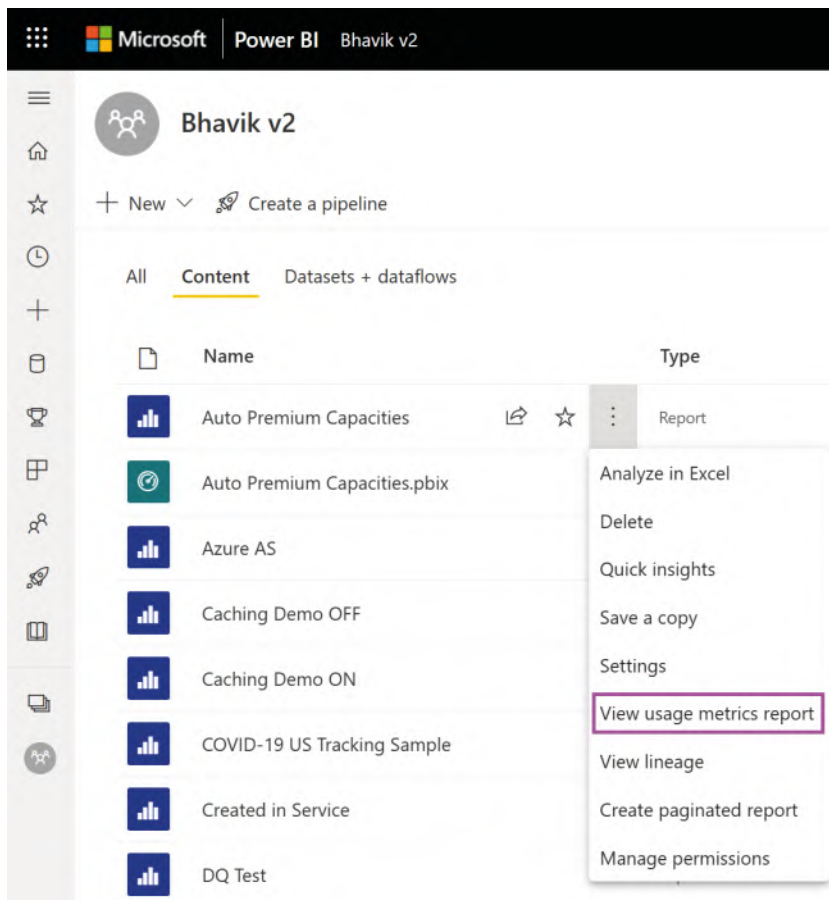 Microsoft Power BI Bhavik v2
Bhavik v2
New Create a pipeline
All Content Datasets + dataflows
Name Type
Auto Premium Capacities Report
Auto Premium Capacities.pbix
Azure AS
Caching Demo OFF
Caching Demo ON
COVID-19 US Tracking Sample
Created in Service
DQ Test
Analyze in Excel
Delete
Quick insights
Save a copy
Settings
View usage metrics report
View lineage
Create paginated report
Manage permissions